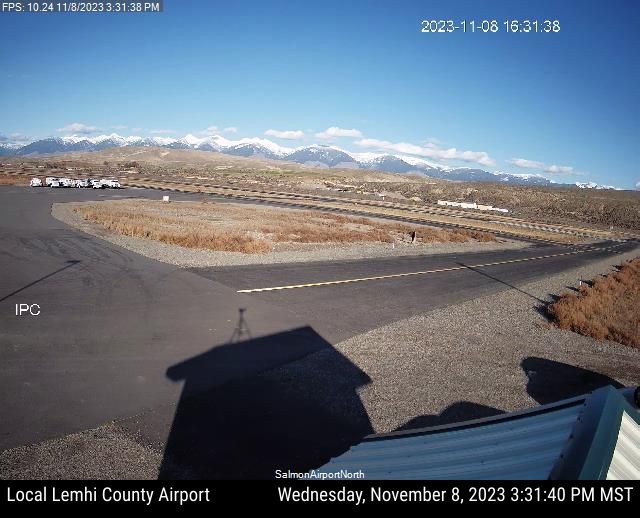 FPS: 10.24 11/8/2023 3:31:38 PM
2023-11-08 16:31:38
IPC
SalmonAirportNorth
Local Lemhi County Airport Wednesday, November 8, 2023 3:31:40 PM MST